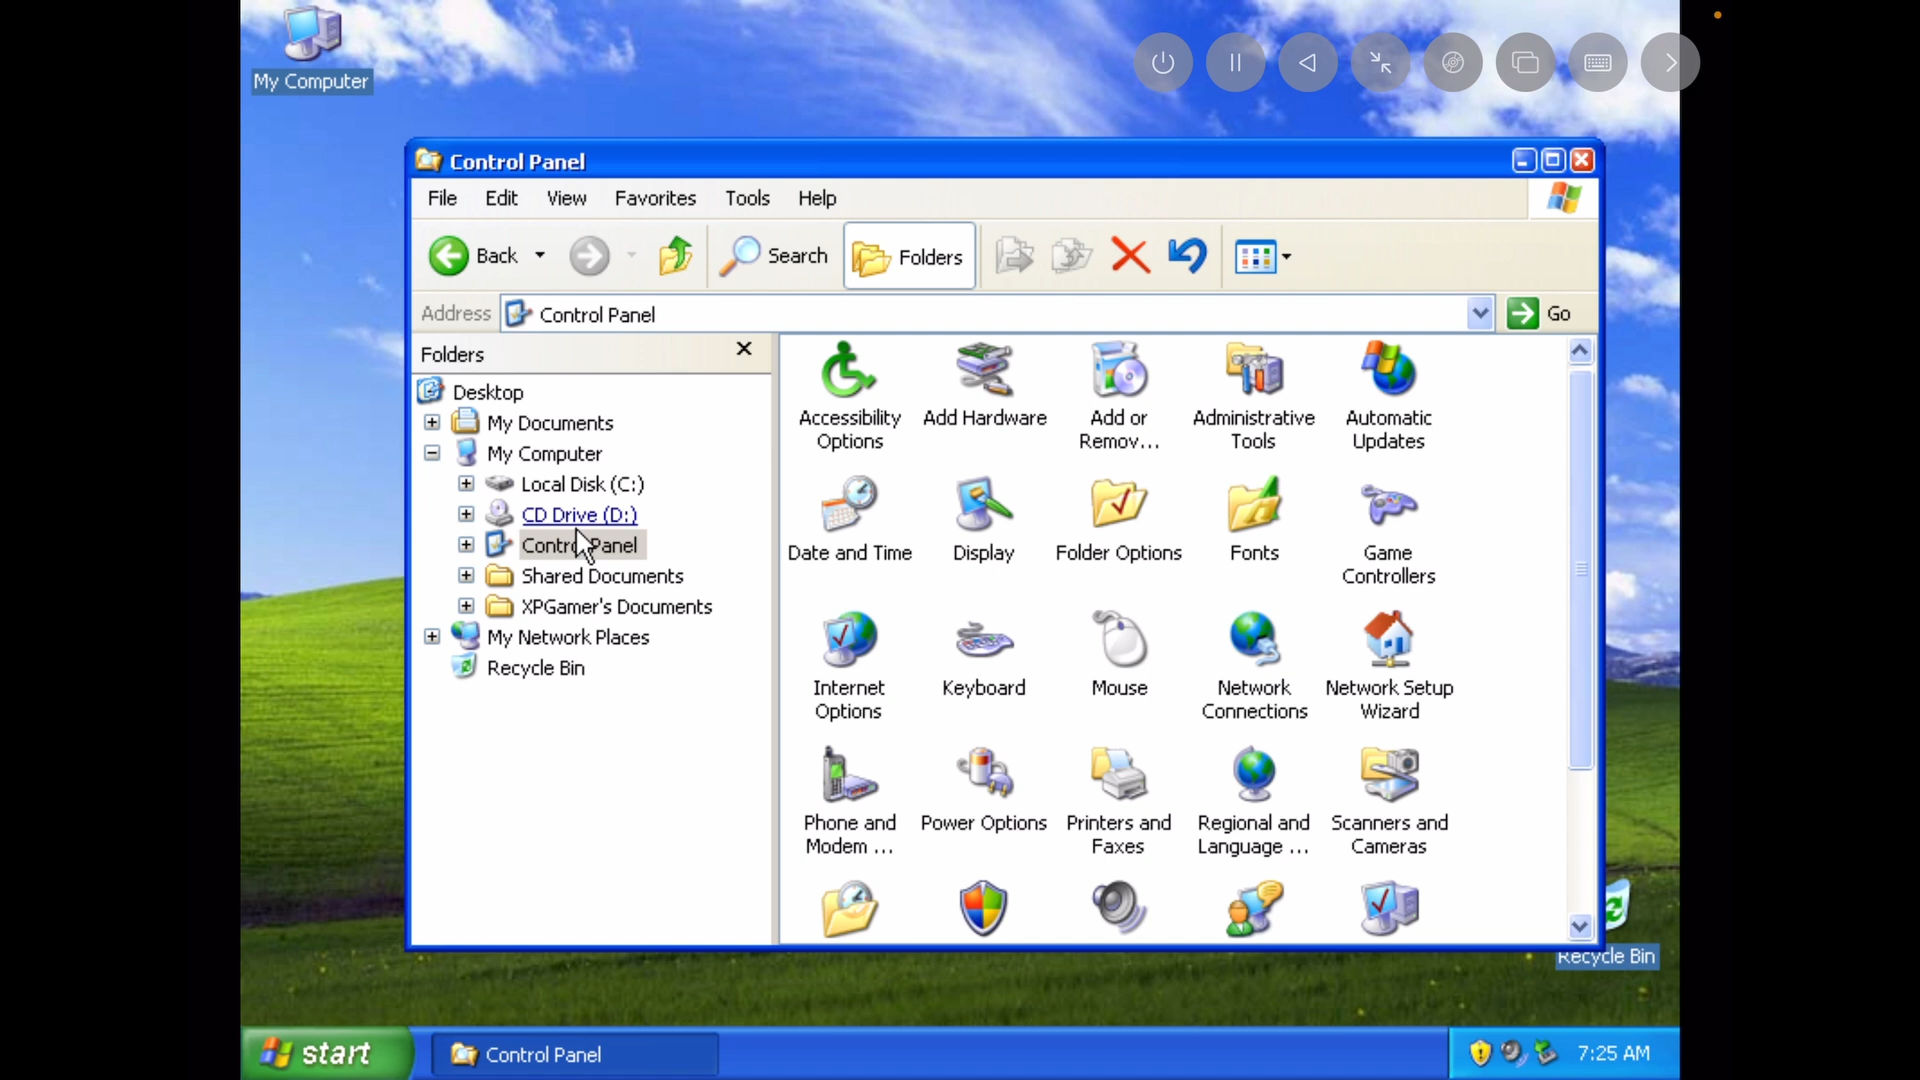 My Computer
Control Panel
File Edit View Favorites Tools Help
Back Search Folders
Address Control Panel Go
Folders
Desktop
My Documents
My Computer
Local Disk (C:)
CD Drive (D:)
Control Panel
Shared Documents
XPGamer's Documents
My Network Places
Recycle Bin
Accessibility Options
Add Hardware
Add or Remov...
Administrative Tools
Automatic Updates
Date and Time
Display
Folder Options
Fonts
Game Controllers
Internet Options
Keyboard
Mouse
Network Connections
Network Setup Wizard
Phone and Modem ...
Power Options
Printers and Faxes
Regional and Language ...
Scanners and Cameras
Recycle Bin
start Control Panel 7:25 AM